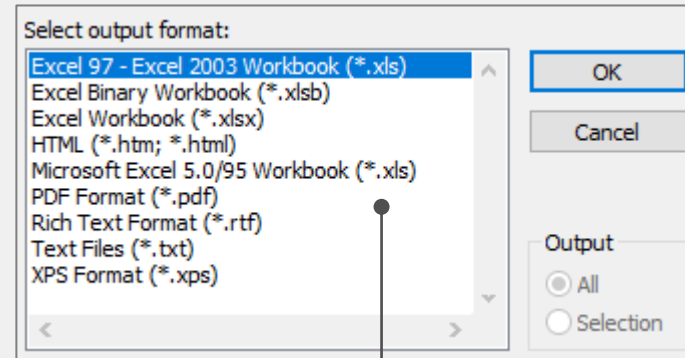 Select output format:
Excel 97 - Excel 2003 Workbook (*.xls)
Excel Binary Workbook (*.xlsb)
Excel Workbook (*.xlsx)
HTML (*.htm; *.html)
Microsoft Excel 5.0/95 Workbook (*.xls)
PDF Format (*.pdf)
Rich Text Format (*.rtf)
Text Files (*.txt)
XPS Format (*.xps)
OK
Cancel
Output
All
Selection